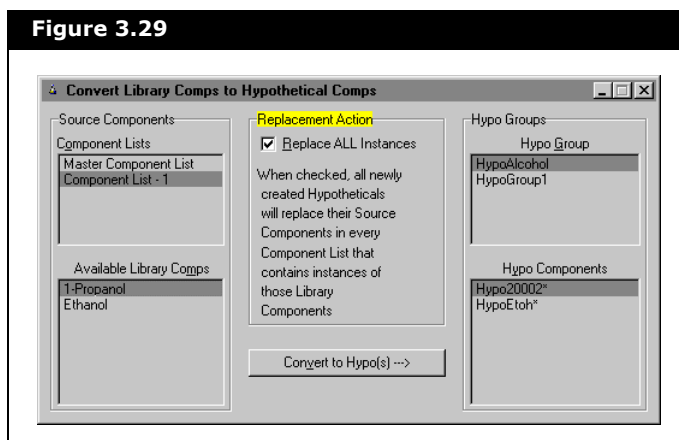 Figure 3.29
Convert Library Comps to Hypothetical Comps
Source Components
Component Lists
Master Component List
Component List - 1
Available Library Comps
1-Propanol
Ethanol
Replacement Action
Replace ALL Instances
When checked, all newly
created Hypotheticals
will replace their Source
Components in every
Component List that
contains instances of
those Library
Components
Convert to Hypo(s) --->
Hypo Groups
Hypo Group
HypoAlcohol
HypoGroup1
Hypo Components
Hypo20002*
HypoEtoh*